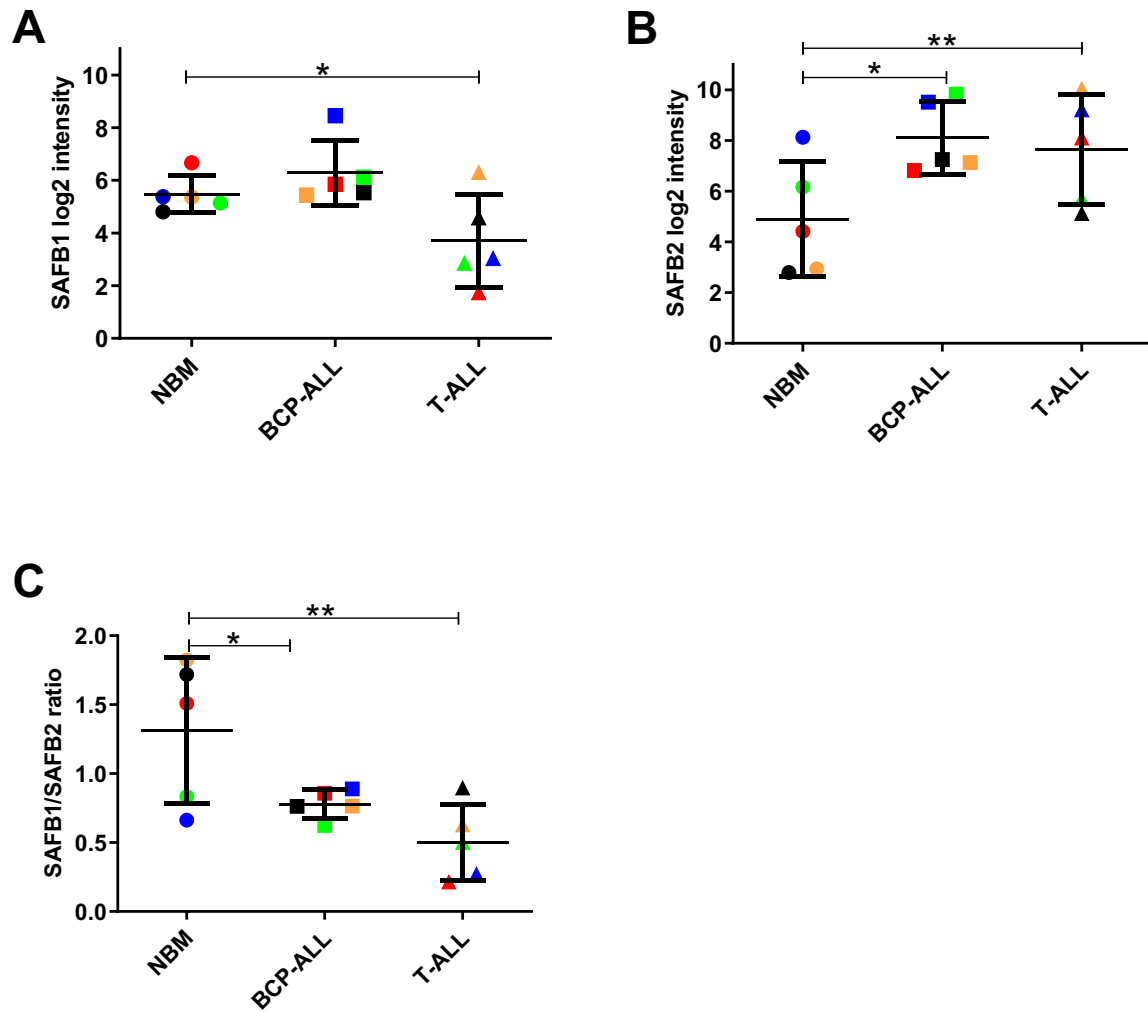 A
SAFB1 log2 intensity
10
8
6
4
2
0
*
NBM
BCP-ALL
T-ALL
B
SAFB2 log2 intensity
10
8
6
4
2
0
**
*
NBM
BCP-ALL
T-ALL
C
SAFB1/SAFB2 ratio
2.0
1.5
1.0
0.5
0.0
**
*
NBM
BCP-ALL
T-ALL